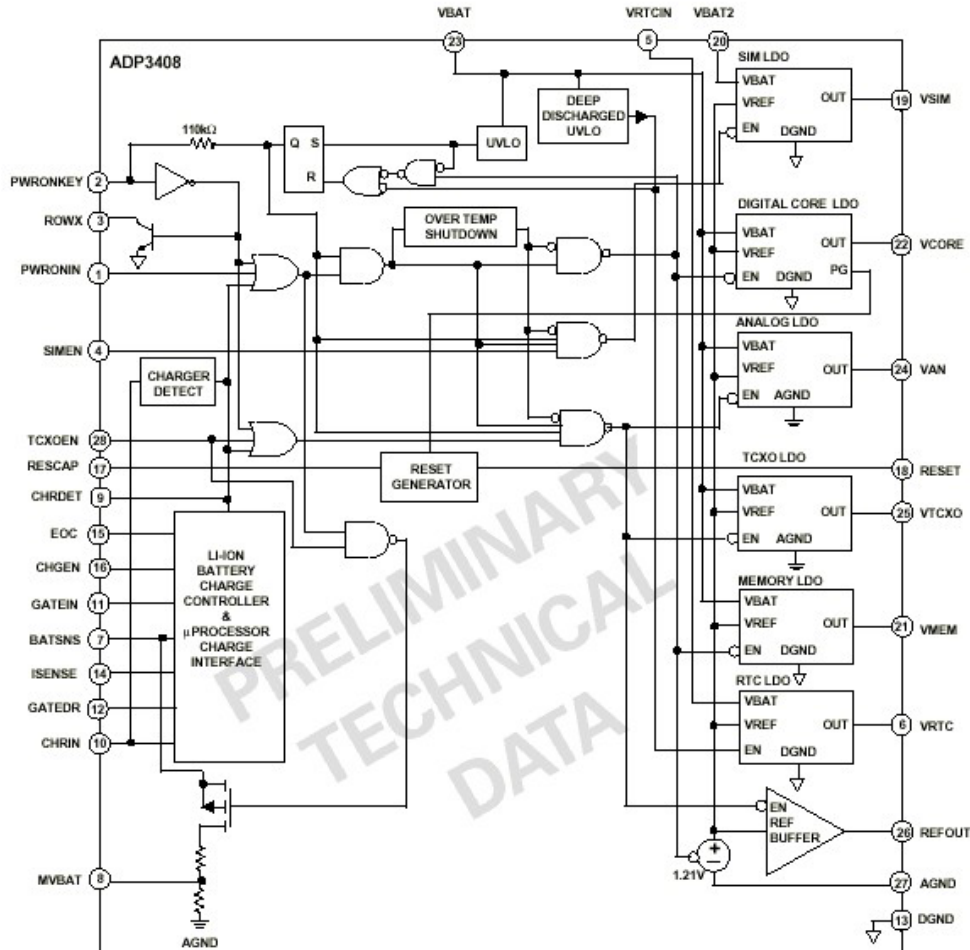 VBAT
VRTCIN
VBAT2
23
5
20
ADP3408
SIM LDO
VBAT
VREF
OUT
EN
DGND
19
VSIM
DEEP
DISCHARGED
UVLO
UVLO
110kΩ
Q
S
R
PWRONKEY
2
ROWX
3
PWRONIN
1
OVER TEMP
SHUTDOWN
DIGITAL CORE LDO
VBAT
VREF
OUT
PG
EN
DGND
22
VCORE
SIMEN
4
ANALOG LDO
VBAT
VREF
OUT
EN
AGND
24
VAN
CHARGER
DETECT
TCXOEN
28
RESCAP
17
RESET
GENERATOR
18
RESET
CHRDET
9
TCXO LDO
VBAT
VREF
OUT
EN
AGND
25
VTCXO
EOC
15
CHGEN
16
GATEIN
11
BATSNS
7
ISENSE
14
GATEDR
12
CHRIN
10
LI-ION
BATTERY
CHARGE
CONTROLLER
&
µPROCESSOR
CHARGE
INTERFACE
MEMORY LDO
VBAT
VREF
OUT
EN
DGND
21
VMEM
RTC LDO
VBAT
VREF
OUT
EN
DGND
6
VRTC
PRELIMINARY
TECHNICAL
DATA
EN
REF
BUFFER
26
REFOUT
+
−
1.21V
27
AGND
13
DGND
MVBAT
8
AGND